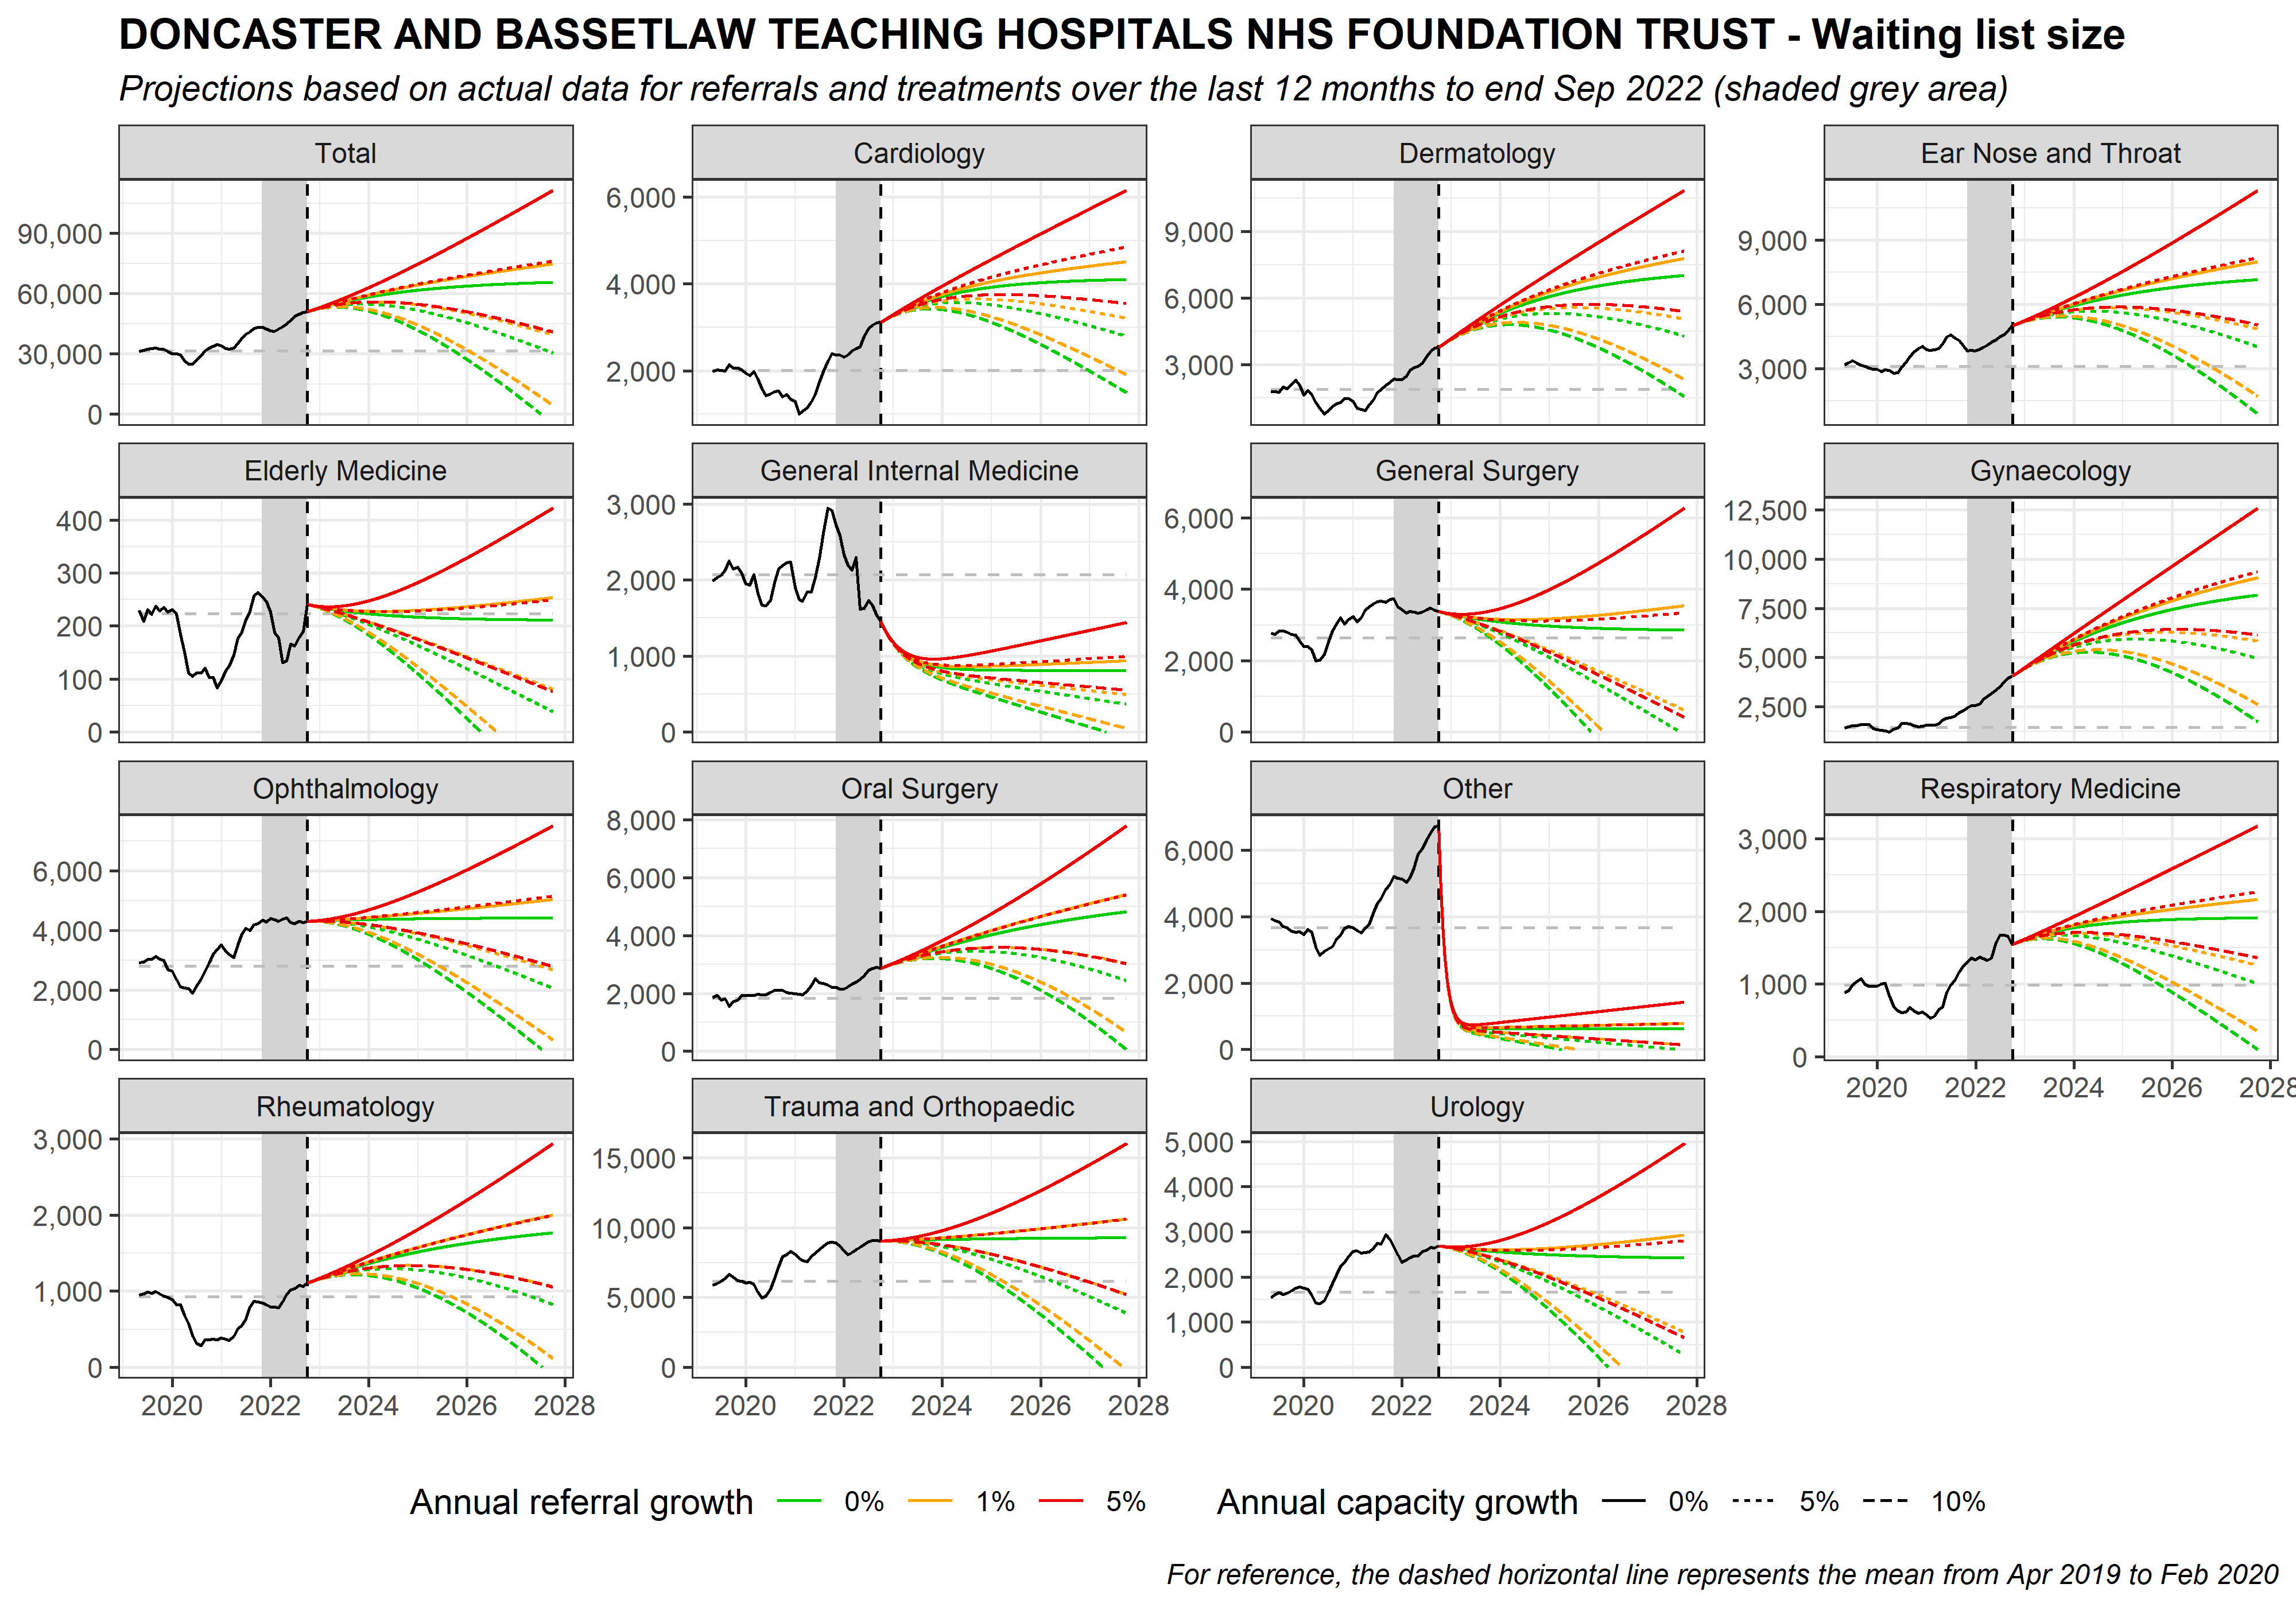 DONCASTER AND BASSETLAW TEACHING HOSPITALS NHS FOUNDATION TRUST - Waiting list size
Projections based on actual data for referrals and treatments over the last 12 months to end Sep 2022 (shaded grey area)
Total
90,000
60,000
30,000
0
Cardiology
6,000
4,000
2,000
Dermatology
9,000
6,000
3,000
Ear Nose and Throat
9,000
6,000
3,000
Elderly Medicine
400
300
200
100
0
General Internal Medicine
3,000
2,000
1,000
0
General Surgery
6,000
4,000
2,000
0
Gynaecology
12,500
10,000
7,500
5,000
2,500
Ophthalmology
6,000
4,000
2,000
0
Oral Surgery
8,000
6,000
4,000
2,000
0
Other
6,000
4,000
2,000
0
Respiratory Medicine
3,000
2,000
1,000
0
2020 2022 2024 2026 2028
Rheumatology
3,000
2,000
1,000
0
2020 2022 2024 2026 2028
Trauma and Orthopaedic
15,000
10,000
5,000
0
2020 2022 2024 2026 2028
Urology
5,000
4,000
3,000
2,000
1,000
0
2020 2022 2024 2026 2028
Annual referral growth 0% 1% 5% Annual capacity growth 0% 5% 10%
For reference, the dashed horizontal line represents the mean from Apr 2019 to Feb 2020